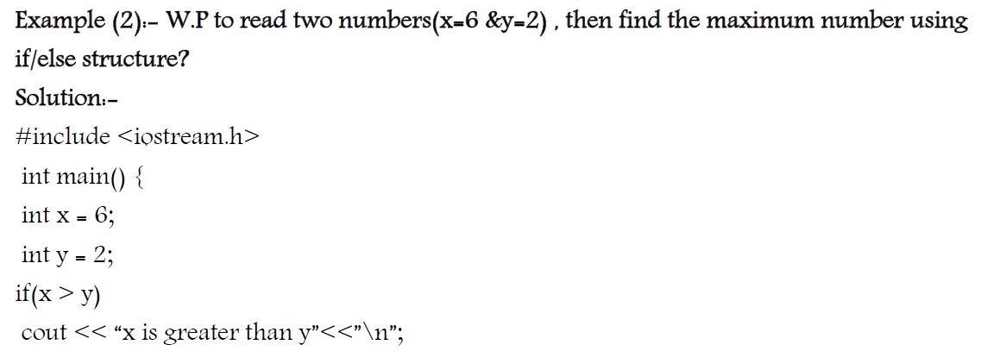 Example (2):- W.P to read two numbers(x=6 &y=2) , then find the maximum number using
if/else structure?
Solution:-
#include <iostream.h>
int main() {
int x = 6;
int y = 2;
if(x > y)
cout << “x is greater than y”<<”\n”;